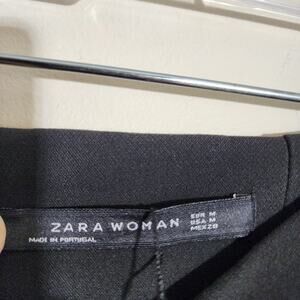 ZARA WOMAN
MADE IN PORTUGAL
EUR M
USA M
MEX 28